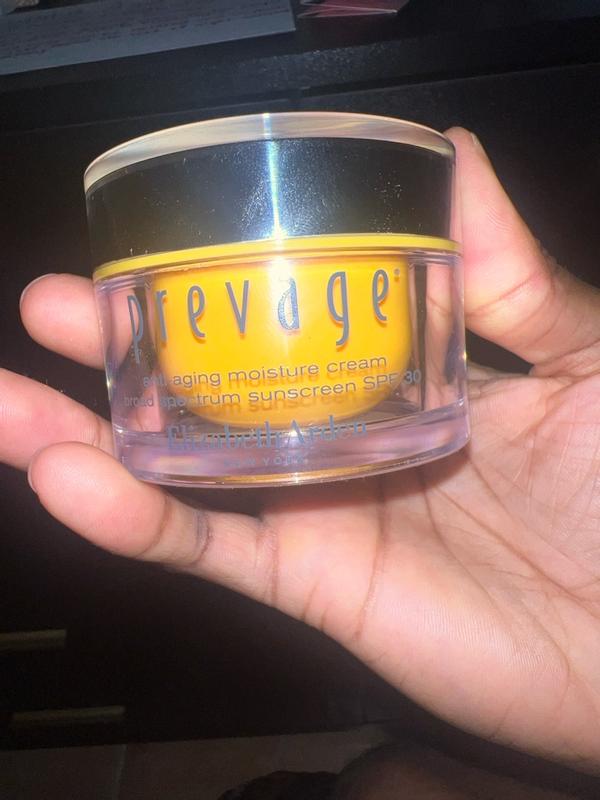 prevage®
anti-aging moisture cream
broad spectrum sunscreen SPF 30
Elizabeth Arden
NEW YORK